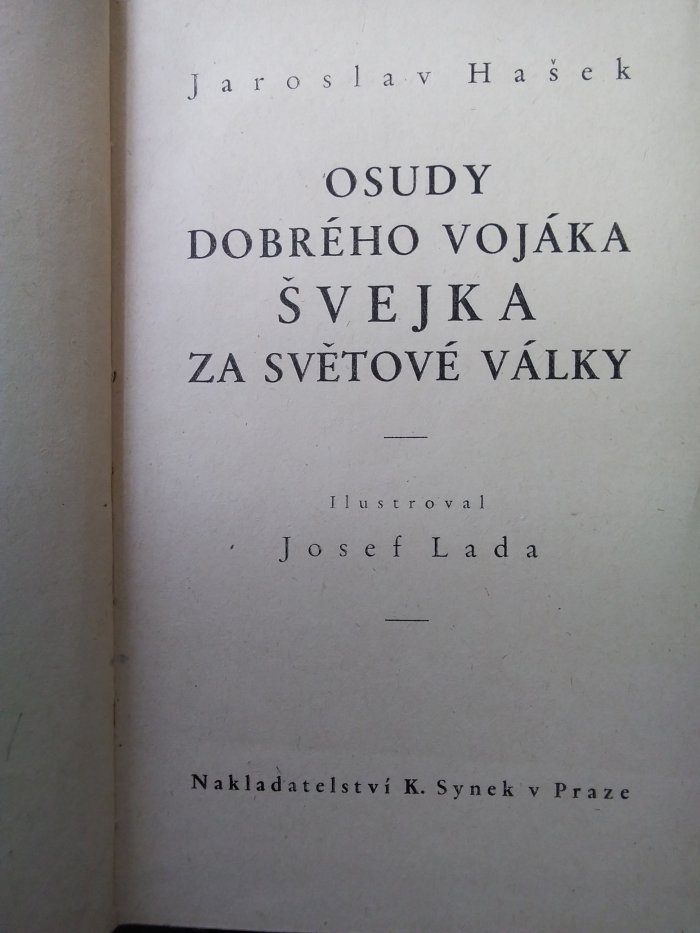 Jaroslav Hašek
OSUDY
DOBRÉHO VOJÁKA
ŠVEJKA
ZA SVĚTOVÉ VÁLKY
Ilustroval
Josef Lada
Nakladatelství K. Synek v Praze